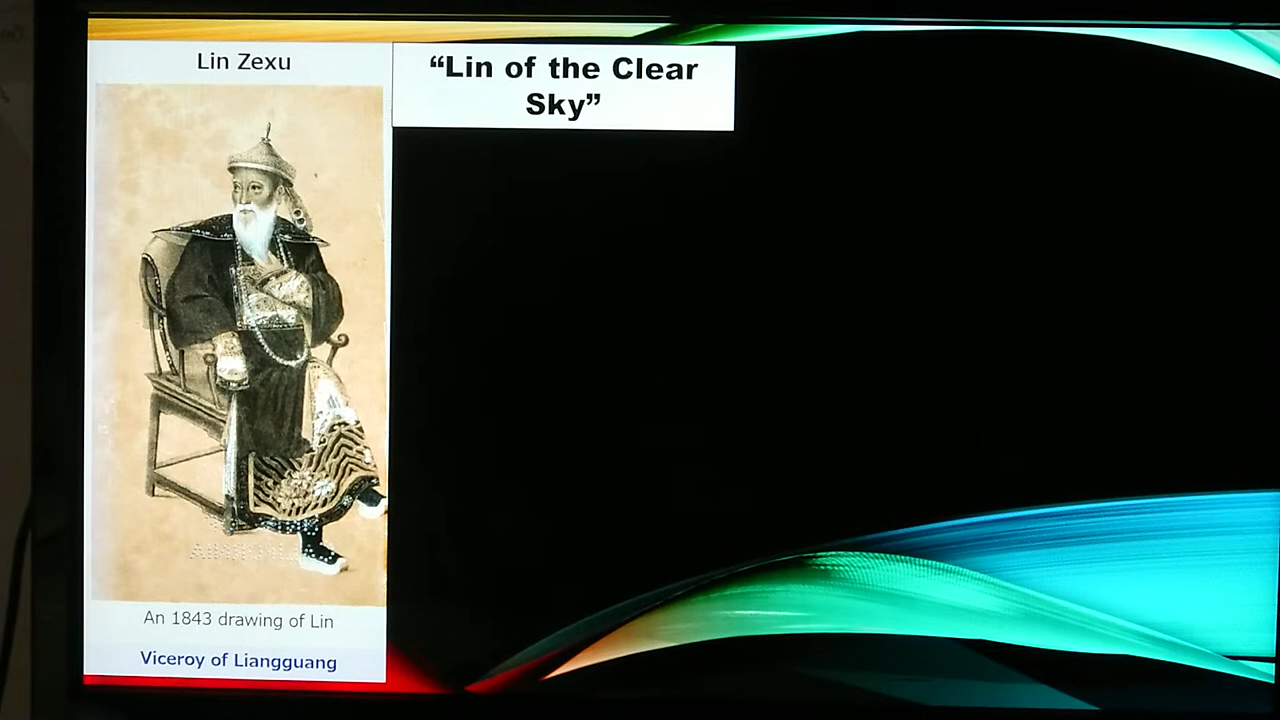 Lin Zexu
“Lin of the Clear
Sky”
An 1843 drawing of Lin
Viceroy of Liangguang